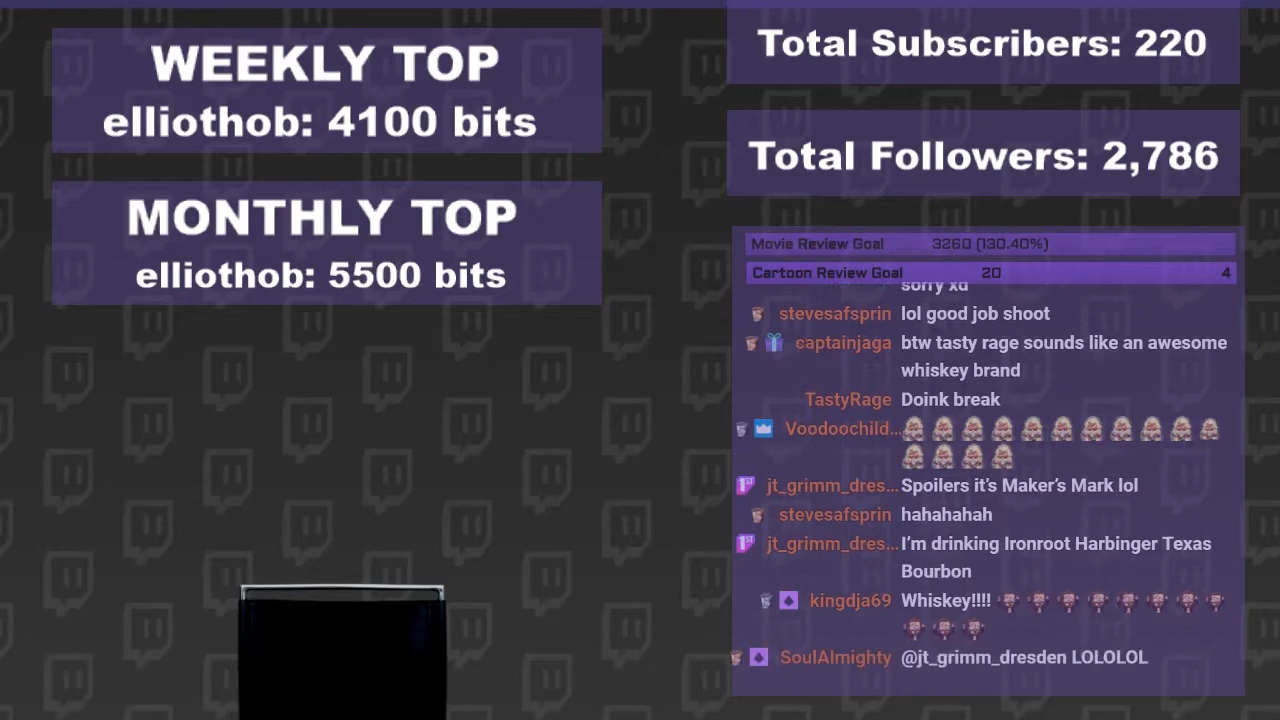 WEEKLY TOP
elliothob: 4100 bits
MONTHLY TOP
elliothob: 5500 bits
Total Subscribers: 220
Total Followers: 2,786
Movie Review Goal 3260 (130.40%)
Cartoon Review Goal 20 4
sorry xd
stevesafsprin lol good job shoot
captainjaga btw tasty rage sounds like an awesome
whiskey brand
TastyRage Doink break
Voodoochild...
jt_grimm_dres... Spoilers it’s Maker’s Mark lol
stevesafsprin hahahahah
jt_grimm_dres... I’m drinking Ironroot Harbinger Texas
Bourbon
kingdja69 Whiskey!!!!
SoulAlmighty @jt_grimm_dresden LOLOLOL